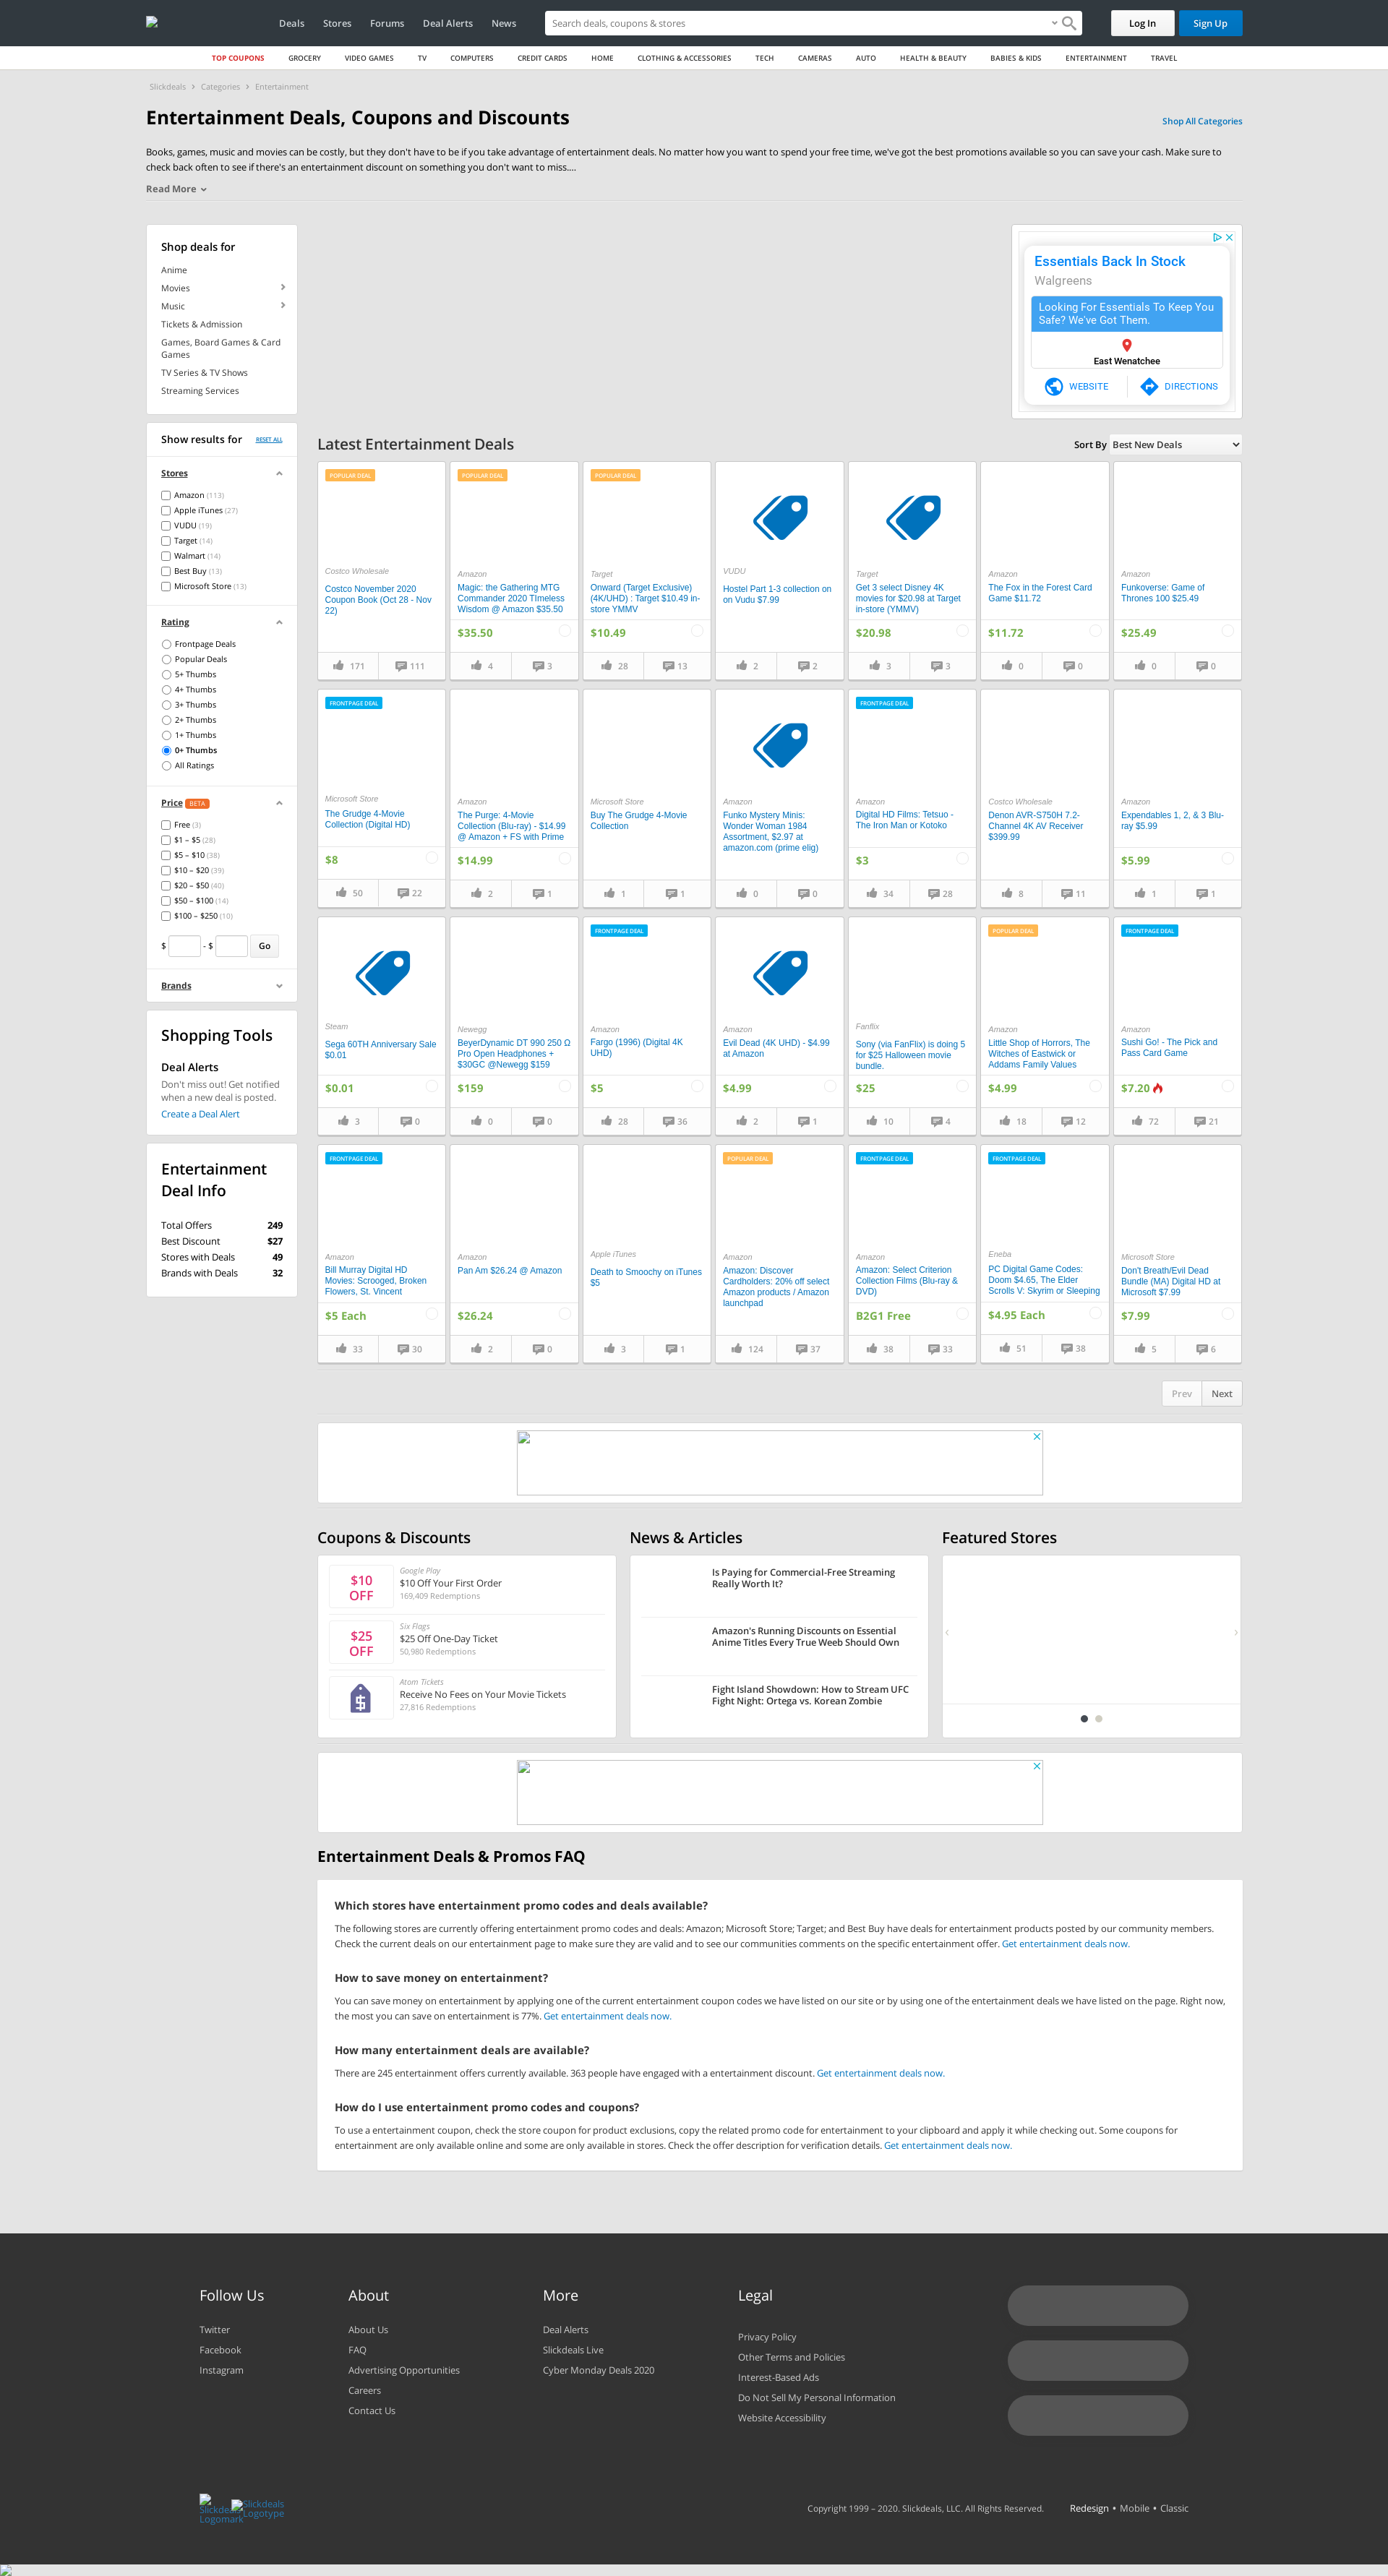 Deals Stores Forums Deal Alerts News Search deals, coupons & stores Log In Sign Up
TOP COUPONS GROCERY VIDEO GAMES TV COMPUTERS CREDIT CARDS HOME CLOTHING & ACCESSORIES TECH CAMERAS AUTO HEALTH & BEAUTY BABIES & KIDS ENTERTAINMENT TRAVEL
Slickdeals › Categories › Entertainment
Entertainment Deals, Coupons and Discounts
Shop All Categories
Books, games, music and movies can be costly, but they don't have to be if you take advantage of entertainment deals. No matter how you want to spend your free time, we've got the best promotions available so you can save your cash. Make sure to
check back often to see if there's an entertainment discount on something you don't want to miss....
Read More
Shop deals for
Anime
Movies
Music
Tickets & Admission
Games, Board Games & Card
Games
TV Series & TV Shows
Streaming Services
Essentials Back In Stock
Walgreens
Looking For Essentials To Keep You
Safe? We've Got Them.
East Wenatchee
WEBSITE DIRECTIONS
Show results for RESET ALL
Stores
Amazon (113)
Apple iTunes (27)
VUDU (19)
Target (14)
Walmart (14)
Best Buy (13)
Microsoft Store (13)
Rating
Frontpage Deals
Popular Deals
5+ Thumbs
4+ Thumbs
3+ Thumbs
2+ Thumbs
1+ Thumbs
0+ Thumbs
All Ratings
Price BETA
Free (3)
$1 – $5 (28)
$5 – $10 (38)
$10 – $20 (39)
$20 – $50 (40)
$50 – $100 (14)
$100 – $250 (10)
$ - $ Go
Brands
Shopping Tools
Deal Alerts
Don't miss out! Get notified
when a new deal is posted.
Create a Deal Alert
Entertainment
Deal Info
Total Offers 249
Best Discount $27
Stores with Deals 49
Brands with Deals 32
Latest Entertainment Deals
Sort By Best New Deals
POPULAR DEAL
Costco Wholesale
Costco November 2020
Coupon Book (Oct 28 - Nov
22)
171 111
POPULAR DEAL
Amazon
Magic: the Gathering MTG
Commander 2020 TImeless
Wisdom @ Amazon $35.50
$35.50
4 3
POPULAR DEAL
Target
Onward (Target Exclusive)
(4K/UHD) : Target $10.49 in-
store YMMV
$10.49
28 13
VUDU
Hostel Part 1-3 collection on
on Vudu $7.99
2 2
Target
Get 3 select Disney 4K
movies for $20.98 at Target
in-store (YMMV)
$20.98
3 3
Amazon
The Fox in the Forest Card
Game $11.72
$11.72
0 0
Amazon
Funkoverse: Game of
Thrones 100 $25.49
$25.49
0 0
FRONTPAGE DEAL
Microsoft Store
The Grudge 4-Movie
Collection (Digital HD)
$8
50 22
Amazon
The Purge: 4-Movie
Collection (Blu-ray) - $14.99
@ Amazon + FS with Prime
$14.99
2 1
Microsoft Store
Buy The Grudge 4-Movie
Collection
1 1
Amazon
Funko Mystery Minis:
Wonder Woman 1984
Assortment, $2.97 at
amazon.com (prime elig)
0 0
FRONTPAGE DEAL
Amazon
Digital HD Films: Tetsuo -
The Iron Man or Kotoko
$3
34 28
Costco Wholesale
Denon AVR-S750H 7.2-
Channel 4K AV Receiver
$399.99
8 11
Amazon
Expendables 1, 2, & 3 Blu-
ray $5.99
$5.99
1 1
Steam
Sega 60TH Anniversary Sale
$0.01
$0.01
3 0
Newegg
BeyerDynamic DT 990 250 Ω
Pro Open Headphones +
$30GC @Newegg $159
$159
0 0
FRONTPAGE DEAL
Amazon
Fargo (1996) (Digital 4K
UHD)
$5
28 36
Amazon
Evil Dead (4K UHD) - $4.99
at Amazon
$4.99
2 1
Fanflix
Sony (via FanFlix) is doing 5
for $25 Halloween movie
bundle.
$25
10 4
POPULAR DEAL
Amazon
Little Shop of Horrors, The
Witches of Eastwick or
Addams Family Values
$4.99
18 12
FRONTPAGE DEAL
Amazon
Sushi Go! - The Pick and
Pass Card Game
$7.20
72 21
FRONTPAGE DEAL
Amazon
Bill Murray Digital HD
Movies: Scrooged, Broken
Flowers, St. Vincent
$5 Each
33 30
Amazon
Pan Am $26.24 @ Amazon
$26.24
2 0
Apple iTunes
Death to Smoochy on iTunes
$5
3 1
POPULAR DEAL
Amazon
Amazon: Discover
Cardholders: 20% off select
Amazon products / Amazon
launchpad
124 37
FRONTPAGE DEAL
Amazon
Amazon: Select Criterion
Collection Films (Blu-ray &
DVD)
B2G1 Free
38 33
FRONTPAGE DEAL
Eneba
PC Digital Game Codes:
Doom $4.65, The Elder
Scrolls V: Skyrim or Sleeping
$4.95 Each
51 38
Microsoft Store
Don't Breath/Evil Dead
Bundle (MA) Digital HD at
Microsoft $7.99
$7.99
5 6
Prev Next
Coupons & Discounts
$10
OFF
Google Play
$10 Off Your First Order
169,409 Redemptions
$25
OFF
Six Flags
$25 Off One-Day Ticket
50,980 Redemptions
Atom Tickets
Receive No Fees on Your Movie Tickets
27,816 Redemptions
News & Articles
Is Paying for Commercial-Free Streaming
Really Worth It?
Amazon's Running Discounts on Essential
Anime Titles Every True Weeb Should Own
Fight Island Showdown: How to Stream UFC
Fight Night: Ortega vs. Korean Zombie
Featured Stores
Entertainment Deals & Promos FAQ
Which stores have entertainment promo codes and deals available?
The following stores are currently offering entertainment promo codes and deals: Amazon; Microsoft Store; Target; and Best Buy have deals for entertainment products posted by our community members.
Check the current deals on our entertainment page to make sure they are valid and to see our communities comments on the specific entertainment offer. Get entertainment deals now.
How to save money on entertainment?
You can save money on entertainment by applying one of the current entertainment coupon codes we have listed on our site or by using one of the entertainment deals we have listed on the page. Right now,
the most you can save on entertainment is 77%. Get entertainment deals now.
How many entertainment deals are available?
There are 245 entertainment offers currently available. 363 people have engaged with a entertainment discount. Get entertainment deals now.
How do I use entertainment promo codes and coupons?
To use a entertainment coupon, check the store coupon for product exclusions, copy the related promo code for entertainment to your clipboard and apply it while checking out. Some coupons for
entertainment are only available online and some are only available in stores. Check the offer description for verification details. Get entertainment deals now.
Follow Us
Twitter
Facebook
Instagram
About
About Us
FAQ
Advertising Opportunities
Careers
Contact Us
More
Deal Alerts
Slickdeals Live
Cyber Monday Deals 2020
Legal
Privacy Policy
Other Terms and Policies
Interest-Based Ads
Do Not Sell My Personal Information
Website Accessibility
Slickdeals
Logomark
Slickdeals
Logotype
Copyright 1999 – 2020. Slickdeals, LLC. All Rights Reserved. Redesign • Mobile • Classic